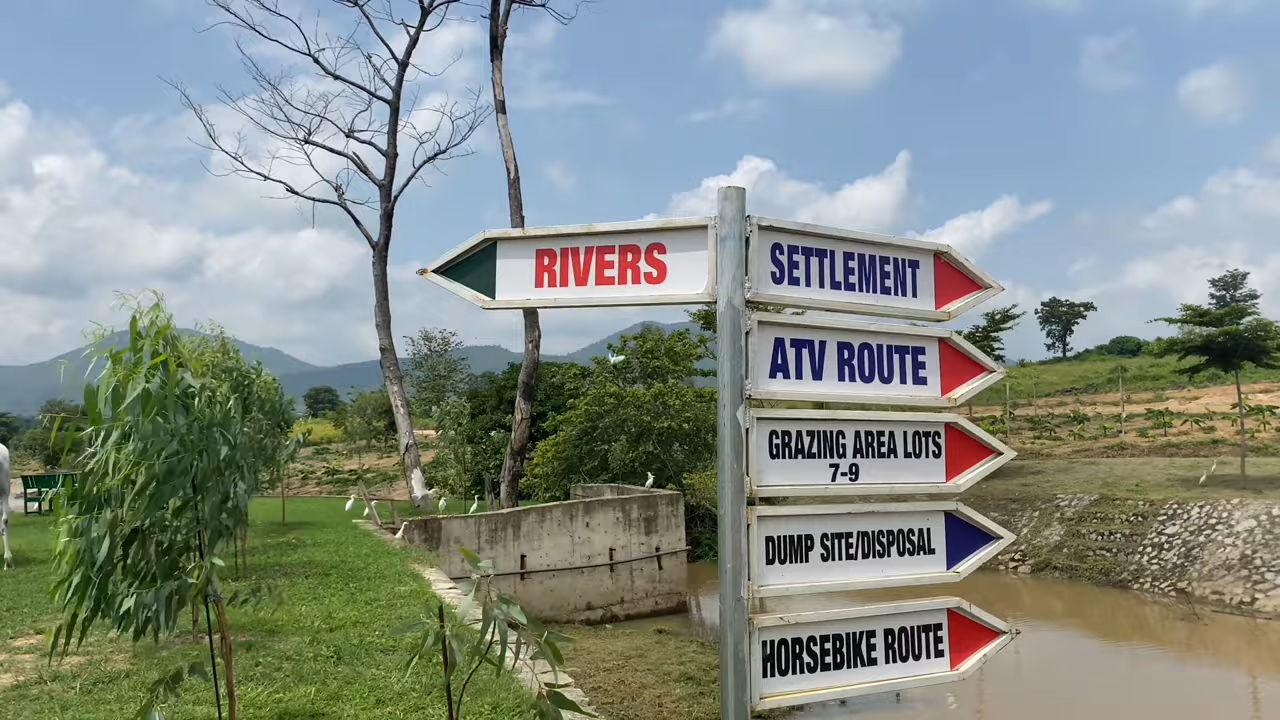 RIVERS
SETTLEMENT
ATV ROUTE
GRAZING AREA LOTS
7-9
DUMP SITE/DISPOSAL
HORSEBIKE ROUTE